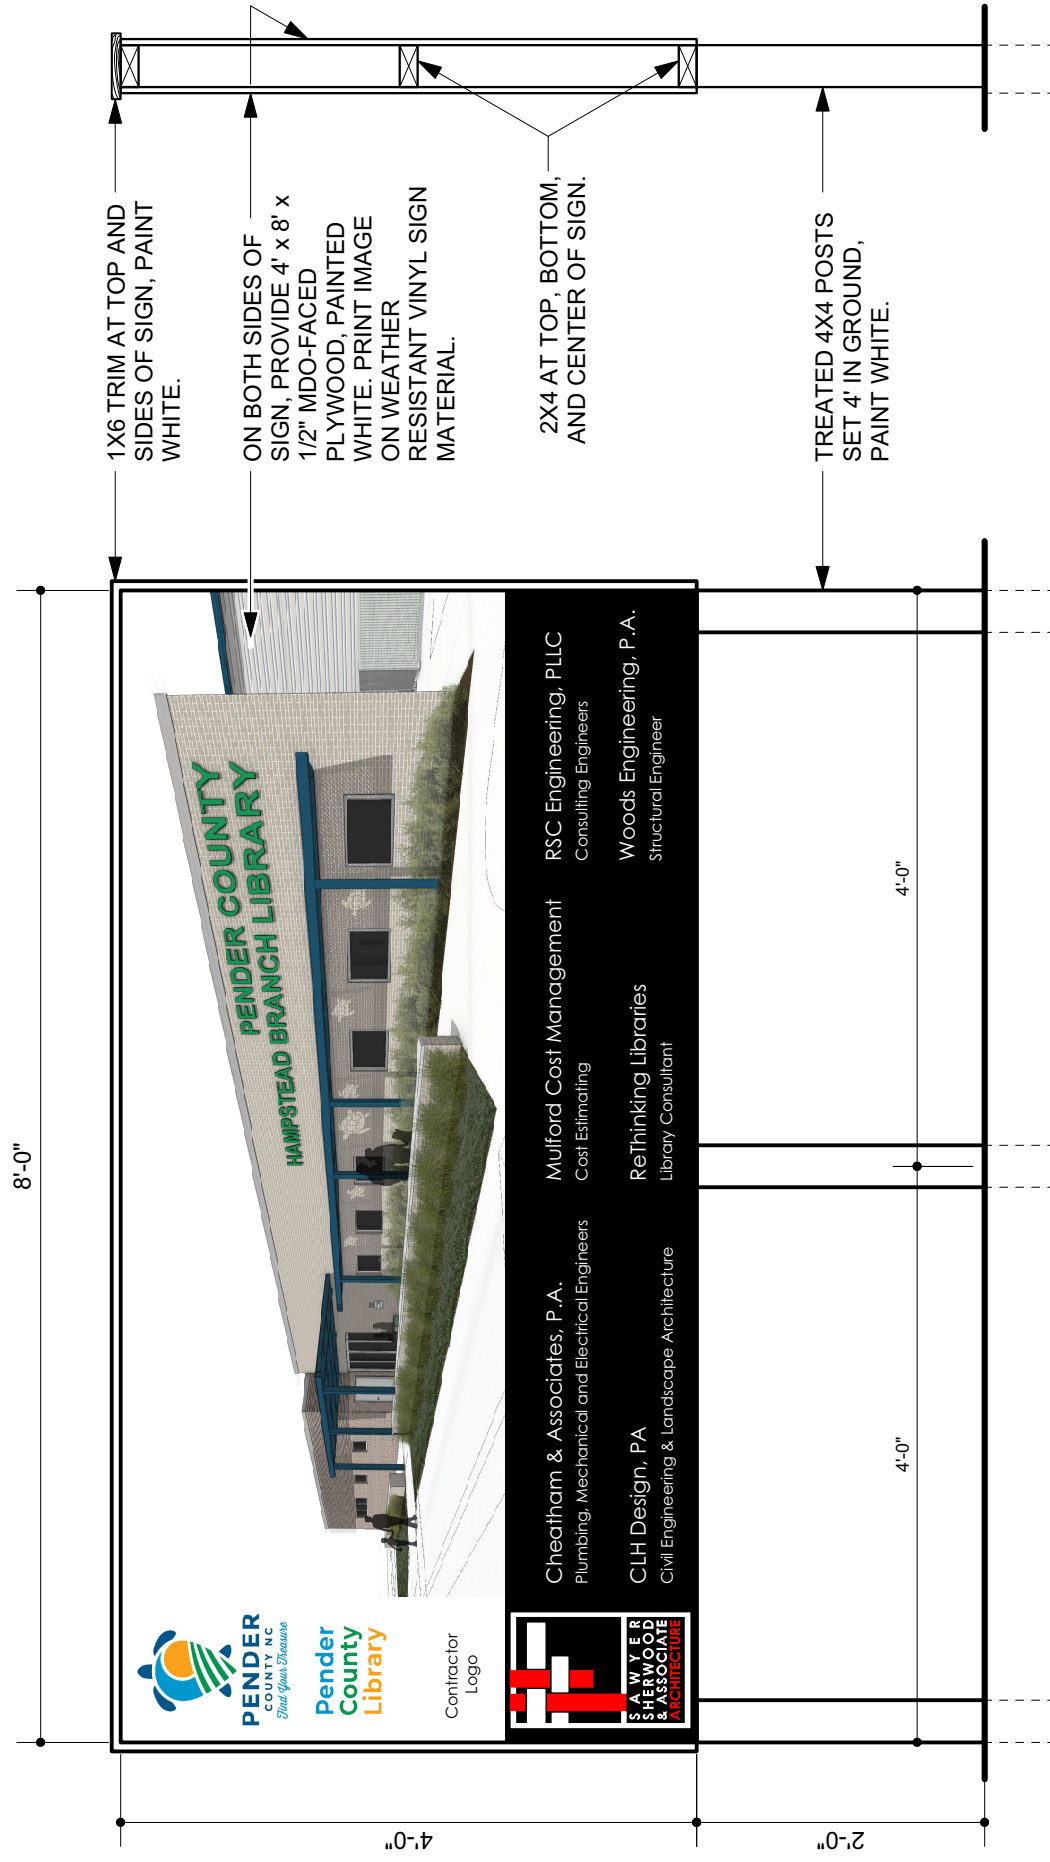 8'-0"
1X6 TRIM AT TOP AND
SIDES OF SIGN, PAINT
WHITE.
ON BOTH SIDES OF
SIGN, PROVIDE 4' x 8' x
1/2" MDO-FACED
PLYWOOD, PAINTED
WHITE. PRINT IMAGE
ON WEATHER
RESISTANT VINYL SIGN
MATERIAL.
2X4 AT TOP, BOTTOM,
AND CENTER OF SIGN.
TREATED 4X4 POSTS
SET 4' IN GROUND,
PAINT WHITE.
PENDER
COUNTY NC
Find Your Treasure
Pender
County
Library
Contractor
Logo
PENDER COUNTY
HAMPSTEAD BRANCH LIBRARY
SAWYER
SHERWOOD
& ASSOCIATE
ARCHITECTURE
Cheatham & Associates, P.A.
Plumbing, Mechanical and Electrical Engineers
CLH Design, PA
Civil Engineering & Landscape Architecture
Mulford Cost Management
Cost Estimating
ReThinking Libraries
Library Consultant
RSC Engineering, PLLC
Consulting Engineers
Woods Engineering, P.A.
Structural Engineer
4'-0"
4'-0"
4'-0"
2'-0"